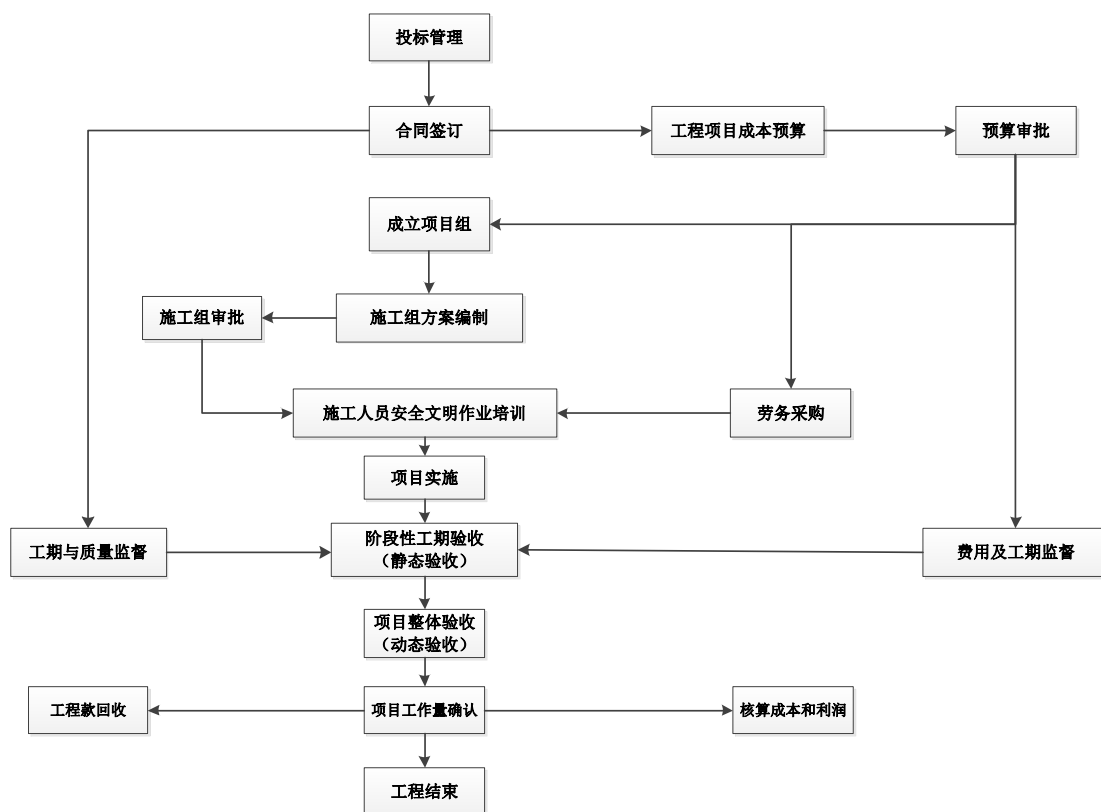 投标管理
合同签订
工程项目成本预算
预算审批
成立项目组
施工组审批
施工组方案编制
施工人员安全文明作业培训
劳务采购
项目实施
工期与质量监督
阶段性工期验收
（静态验收）
费用及工期监督
项目整体验收
（动态验收）
工程款回收
项目工作量确认
核算成本和利润
工程结束